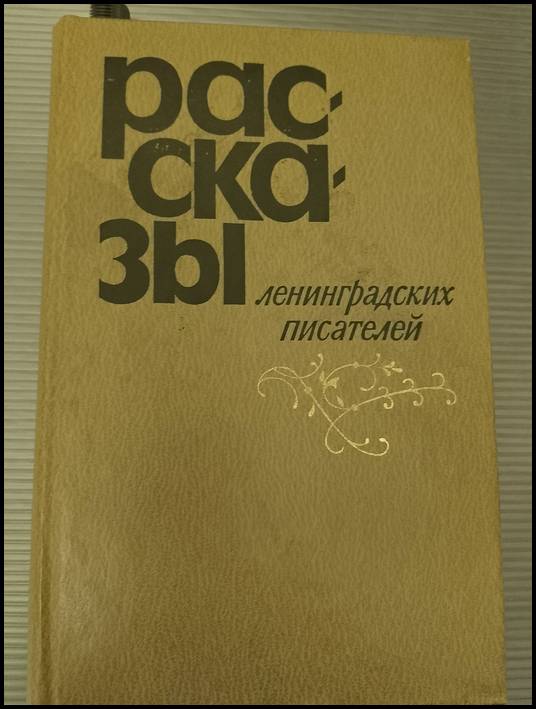 рас-
ска-
зы
ленинградских
писателей